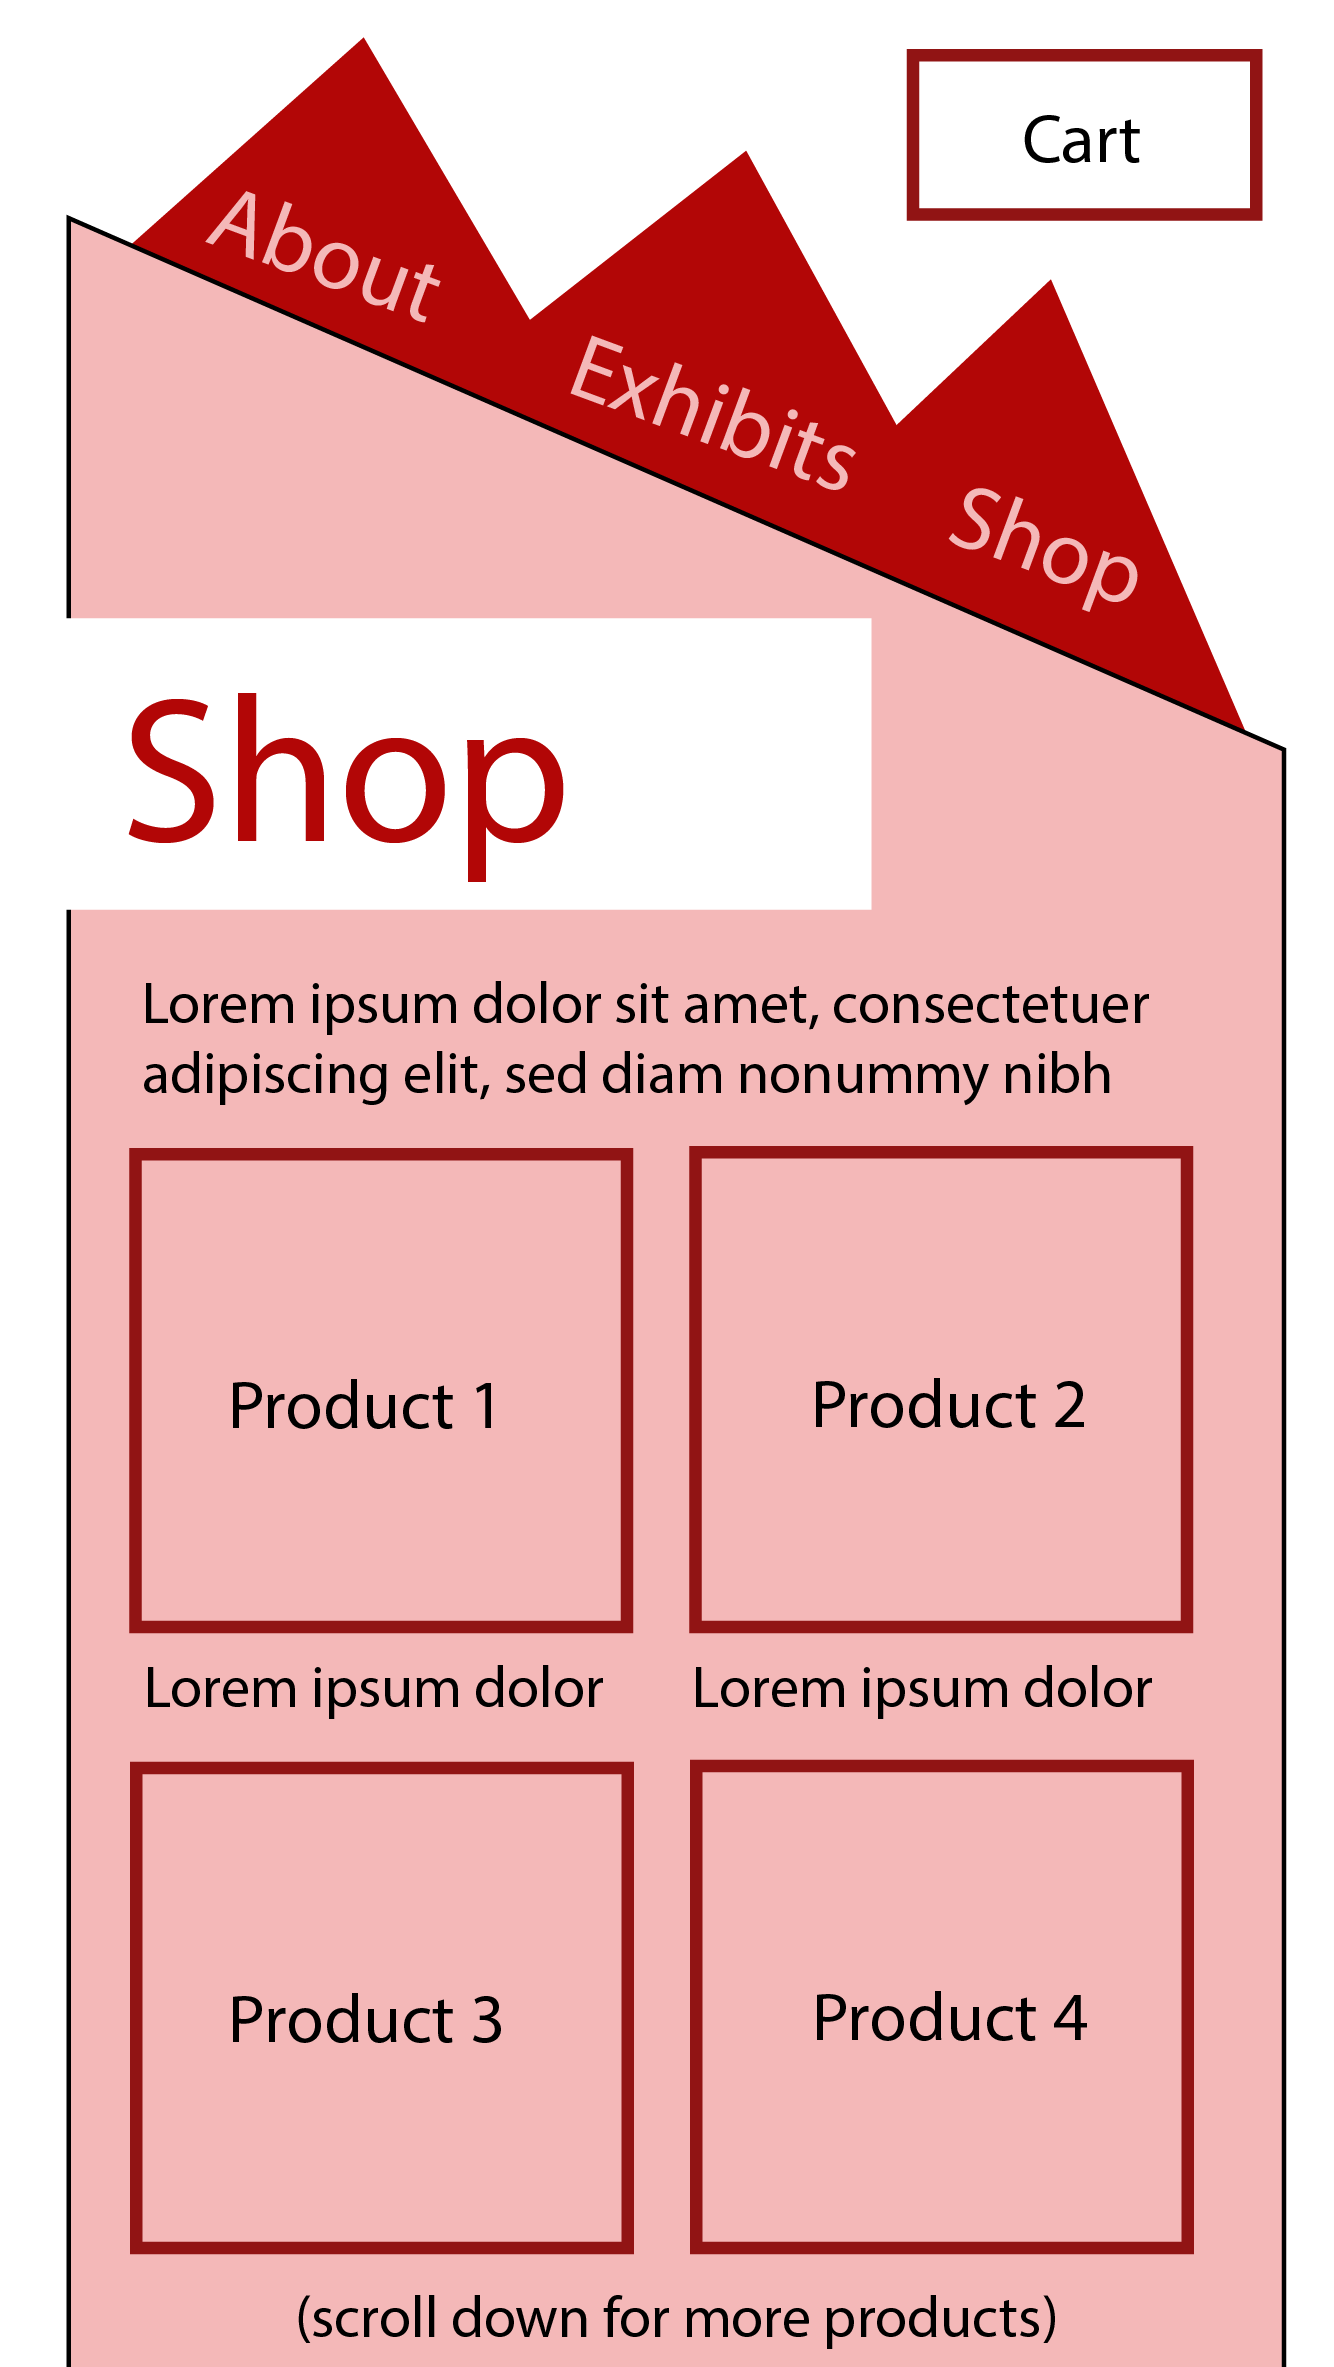 Cart
About
Exhibits
Shop
Shop
Lorem ipsum dolor sit amet, consectetuer
adipiscing elit, sed diam nonummy nibh
Product 1
Product 2
Lorem ipsum dolor
Lorem ipsum dolor
Product 3
Product 4
(scroll down for more products)